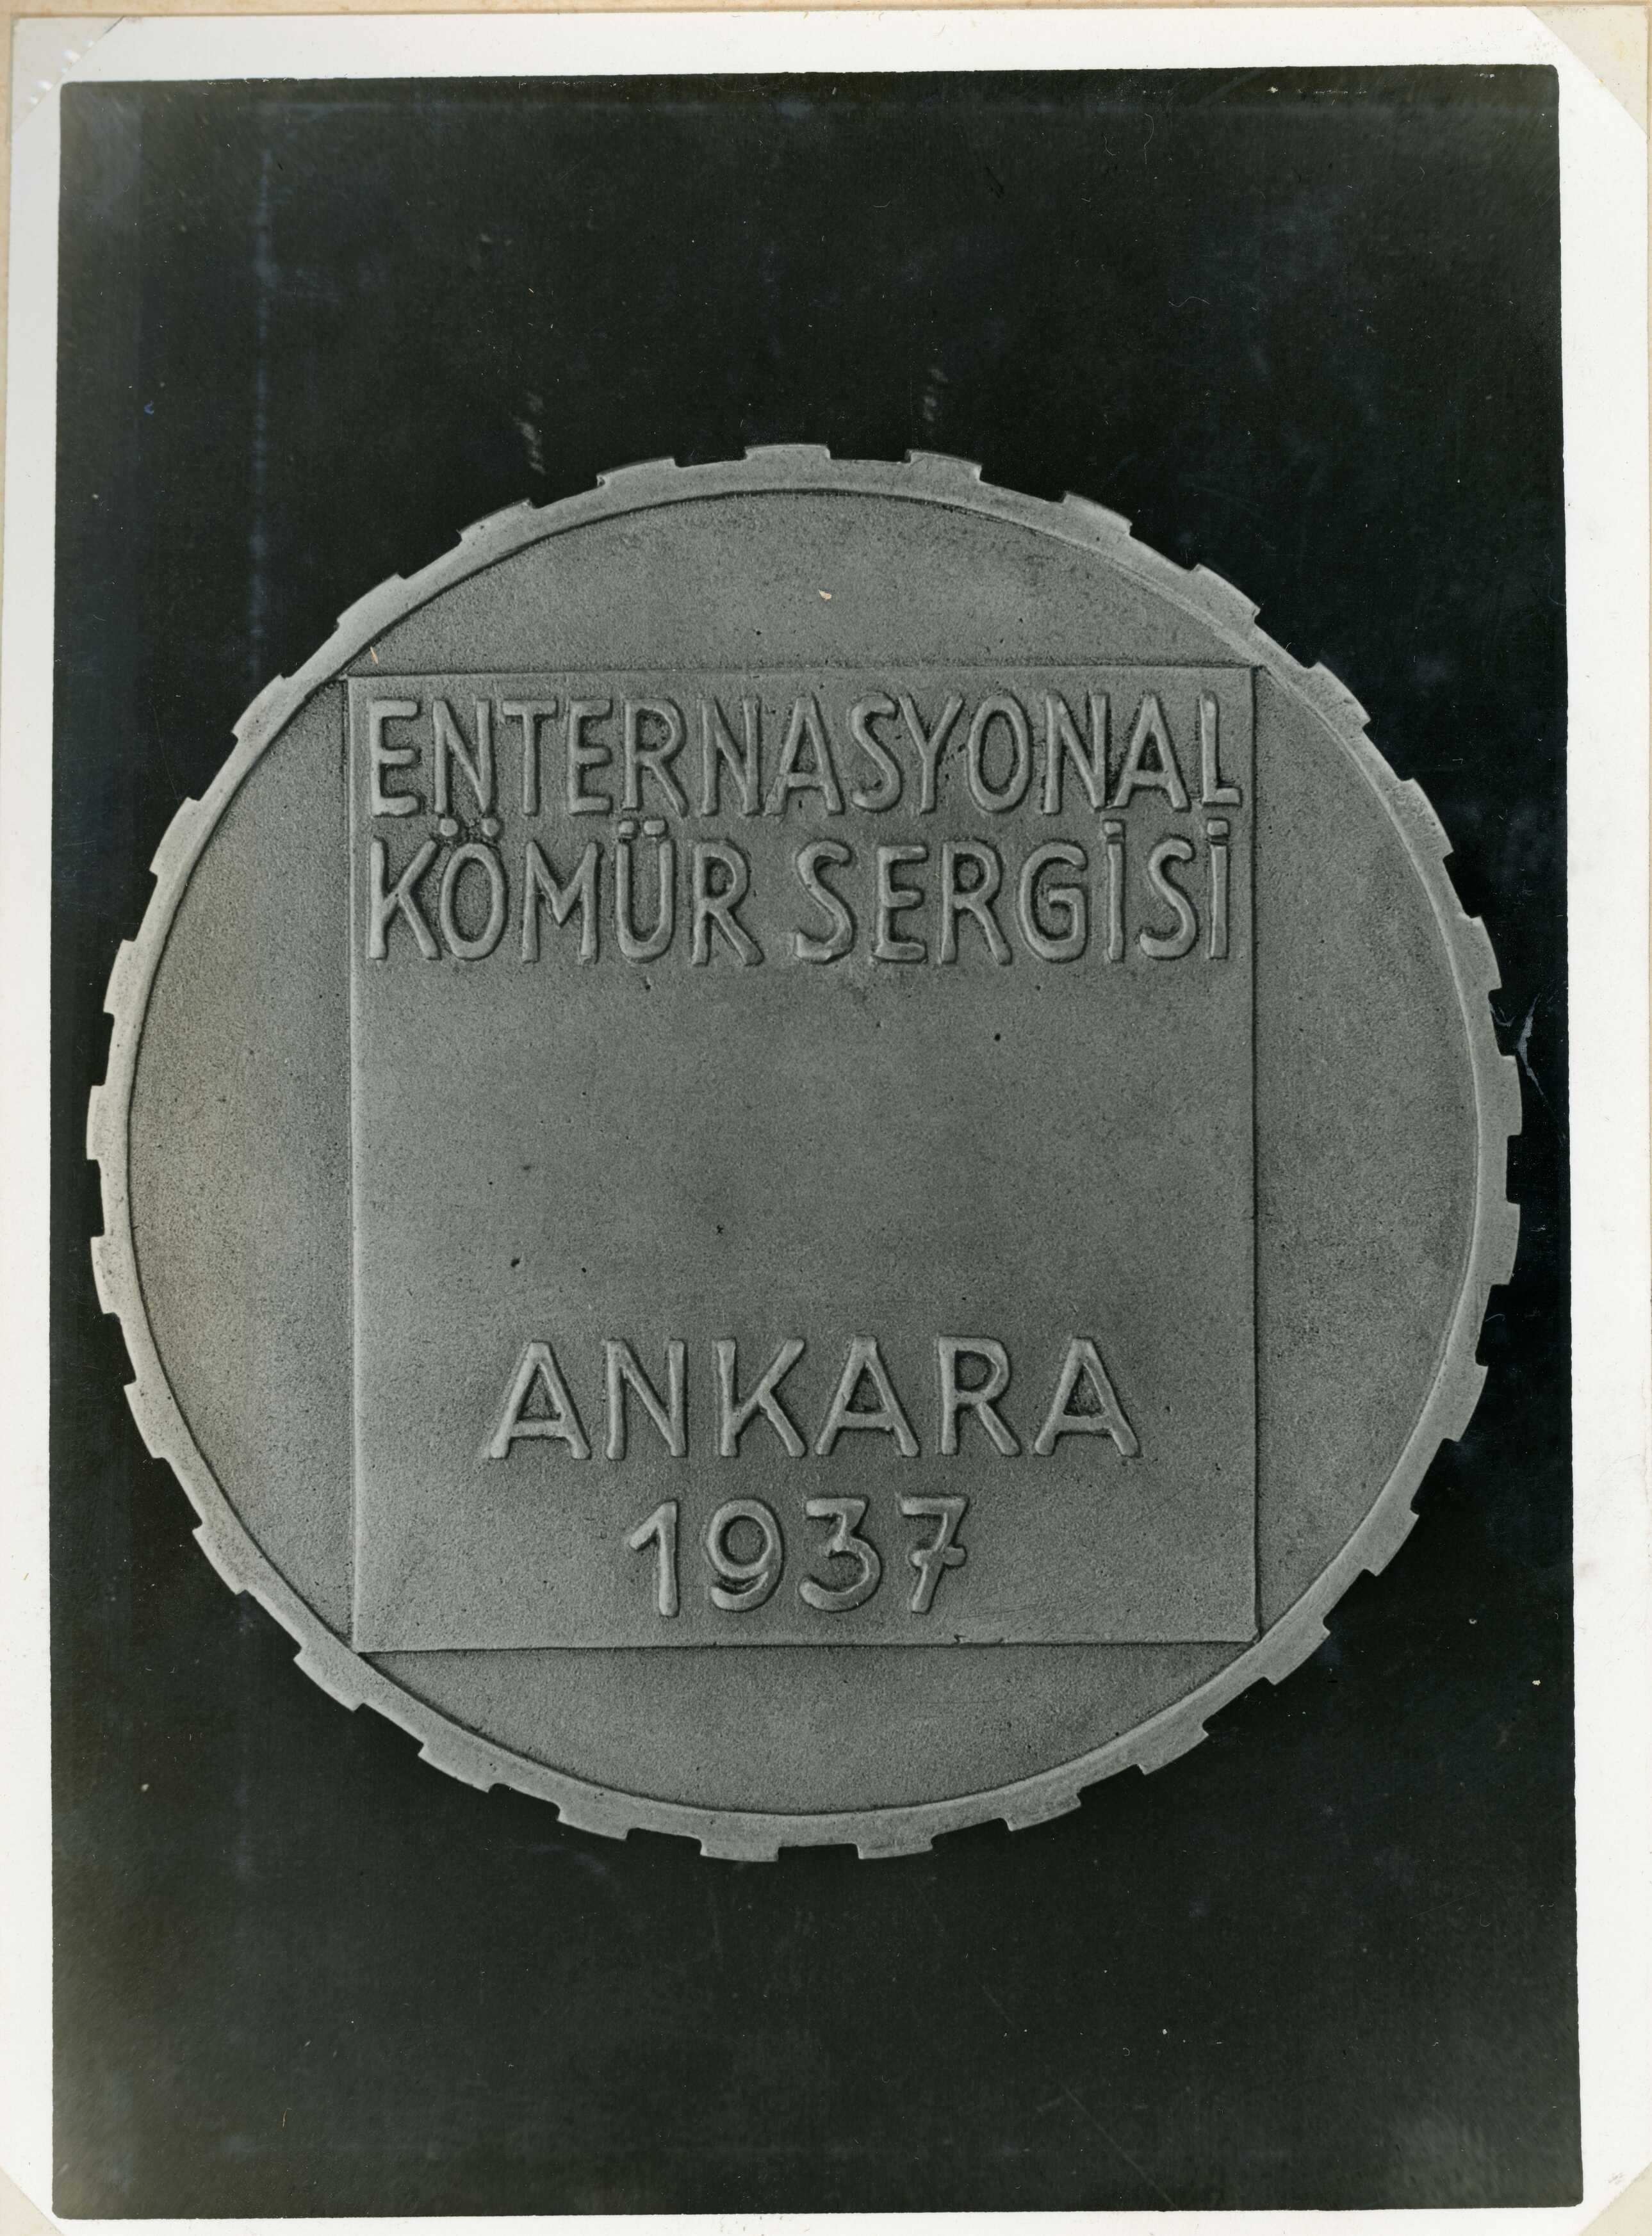 ENTERNASYONAL
KÖMÜR SERGİSİ
ANKARA
1937